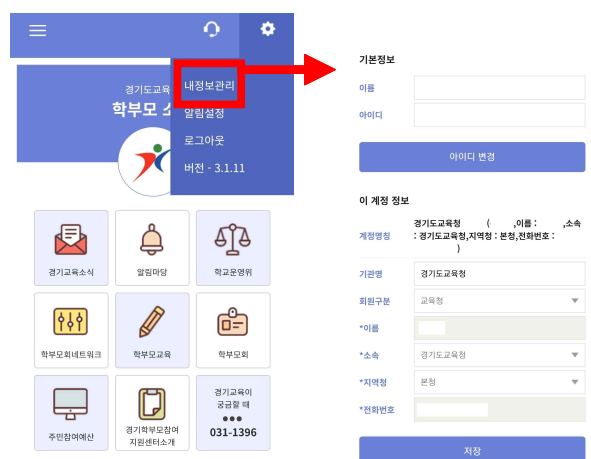 경기도교육
학부모 소
내정보관리
알림설정
로그아웃
버전 - 3.1.11
경기교육소식
알림마당
학교운영위
학부모회네트워크
학부모교육
학부모회
주민참여예산
경기학부모참여
지원센터소개
경기교육이
궁금할 때
031-1396
기본정보
이름
아이디
아이디 변경
이 계정 정보
계정명칭
경기도교육청 ( ,이름 : ,소속
: 경기도교육청,지역청 : 본청,전화번호 :
)
기관명 경기도교육청
회원구분 교육청
*이름
*소속 경기도교육청
*지역청 본청
*전화번호
저장